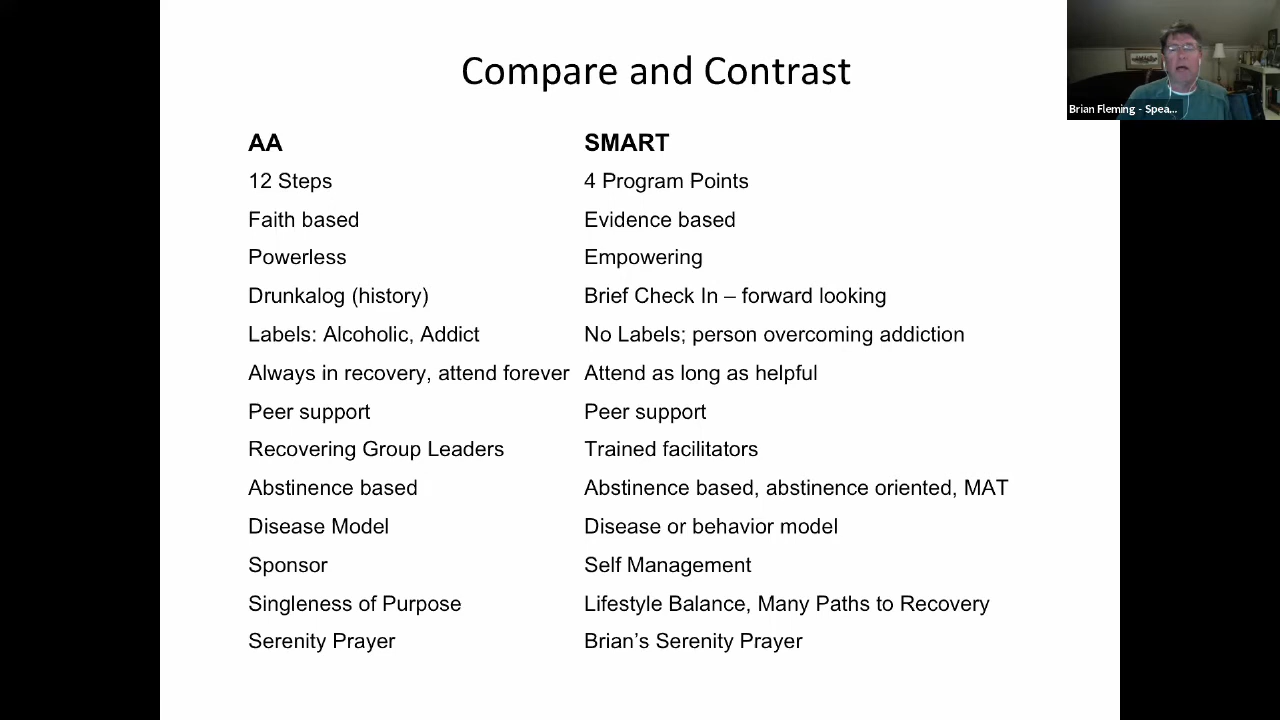 Compare and Contrast
Brian Fleming - Spea...
AA SMART
12 Steps 4 Program Points
Faith based Evidence based
Powerless Empowering
Drunkalog (history) Brief Check In – forward looking
Labels: Alcoholic, Addict No Labels; person overcoming addiction
Always in recovery, attend forever Attend as long as helpful
Peer support Peer support
Recovering Group Leaders Trained facilitators
Abstinence based Abstinence based, abstinence oriented, MAT
Disease Model Disease or behavior model
Sponsor Self Management
Singleness of Purpose Lifestyle Balance, Many Paths to Recovery
Serenity Prayer Brian’s Serenity Prayer